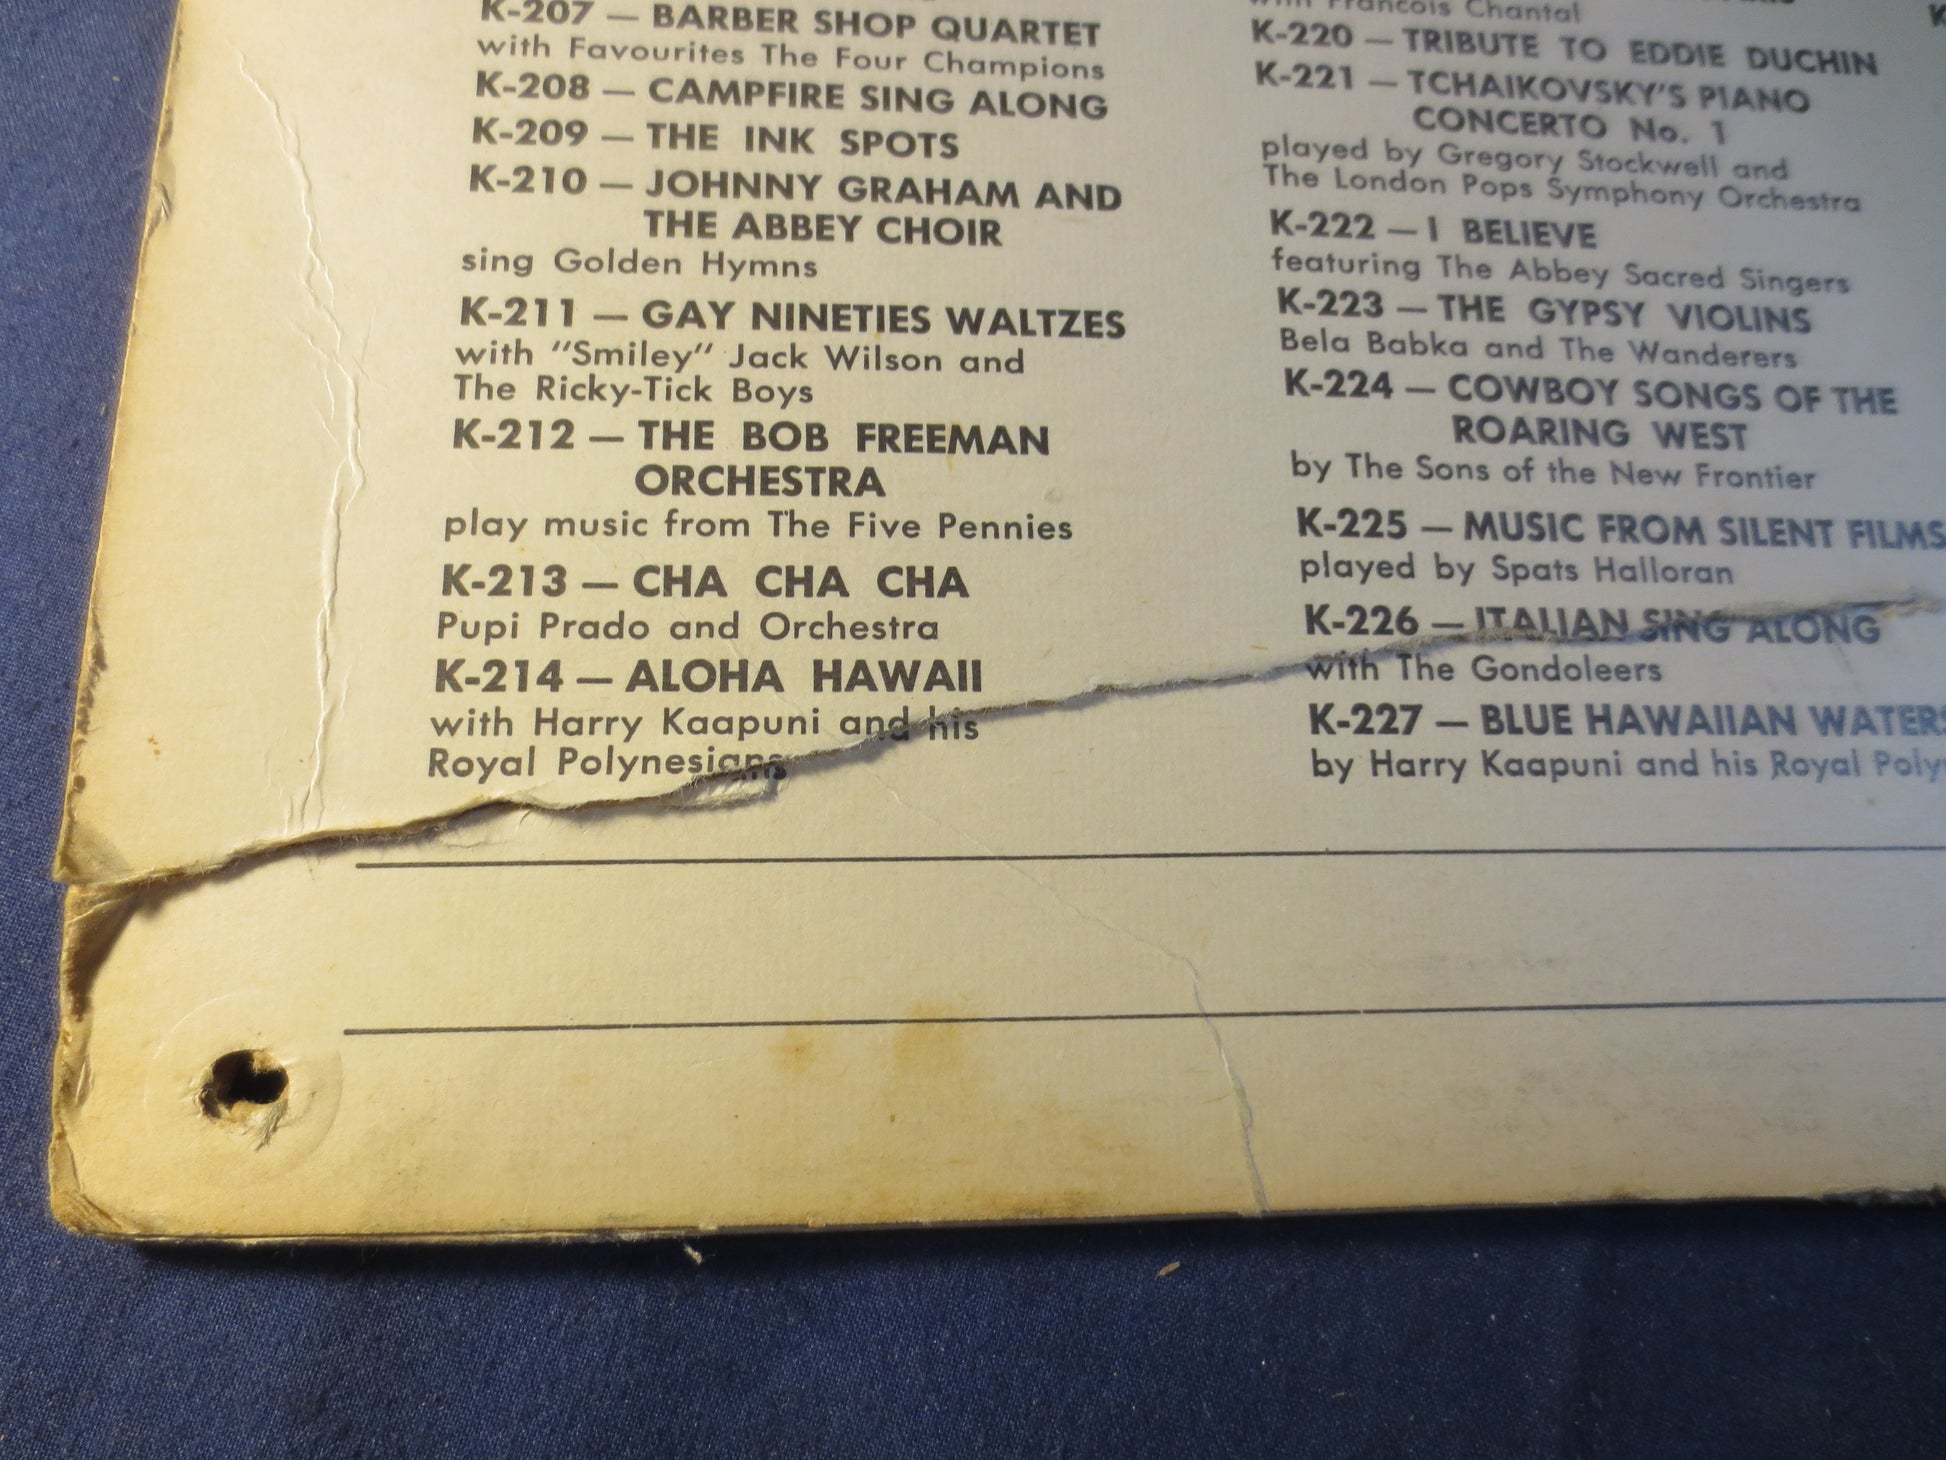 K-207 — BARBER SHOP QUARTET
with Favourites The Four Champions
K-208 — CAMPFIRE SING ALONG
K-209 — THE INK SPOTS
K-210 — JOHNNY GRAHAM AND
THE ABBEY CHOIR
sing Golden Hymns
K-211 — GAY NINETIES WALTZES
with "Smiley" Jack Wilson and
The Ricky-Tick Boys
K-212 — THE BOB FREEMAN
ORCHESTRA
play music from The Five Pennies
K-213 — CHA CHA CHA
Pupi Prado and Orchestra
K-214 — ALOHA HAWAII
with Harry Kaapuni and his
Royal Polynesians
with Francois Chantal
K-220 — TRIBUTE TO EDDIE DUCHIN
K-221 — TCHAIKOVSKY'S PIANO
CONCERTO No. 1
played by Gregory Stockwell and
The London Pops Symphony Orchestra
K-222 — I BELIEVE
featuring The Abbey Sacred Singers
K-223 — THE GYPSY VIOLINS
Bela Babka and The Wanderers
K-224 — COWBOY SONGS OF THE
ROARING WEST
by The Sons of the New Frontier
K-225 — MUSIC FROM SILENT FILMS
played by Spats Halloran
K-226 — ITALIAN SING ALONG
with The Gondoleers
K-227 — BLUE HAWAIIAN WATERS
by Harry Kaapuni and his Royal Poly